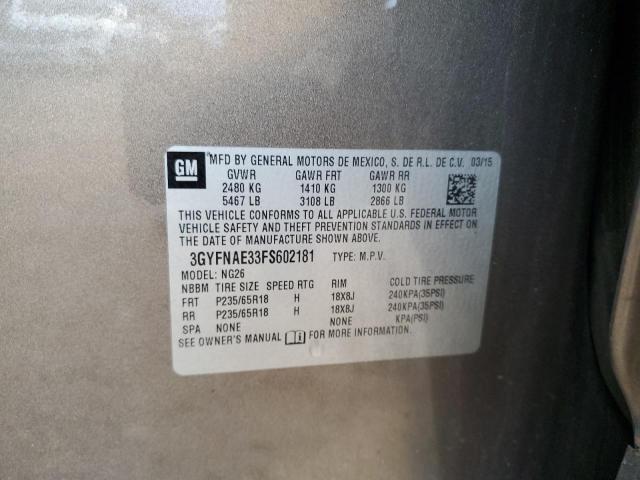 GM MFD BY GENERAL MOTORS DE MEXICO, S. DE R.L. DE C.V. 03/15
GVWR GAWR FRT GAWR RR
2480 KG 1410 KG 1300 KG
5467 LB 3108 LB 2866 LB
THIS VEHICLE CONFORMS TO ALL APPLICABLE U.S. FEDERAL MOTOR
VEHICLE SAFETY AND THEFT PREVENTION STANDARDS IN EFFECT ON
THE DATE OF MANUFACTURE SHOWN ABOVE.
3GYFNAE33FS602181 TYPE: M.P.V.
MODEL: NG26
NBBM TIRE SIZE SPEED RTG RIM COLD TIRE PRESSURE
FRT P235/65R18 H 18X8J 240KPA(35PSI)
RR P235/65R18 H 18X8J 240KPA(35PSI)
SPA NONE NONE KPA(PSI)
SEE OWNER'S MANUAL FOR MORE INFORMATION.